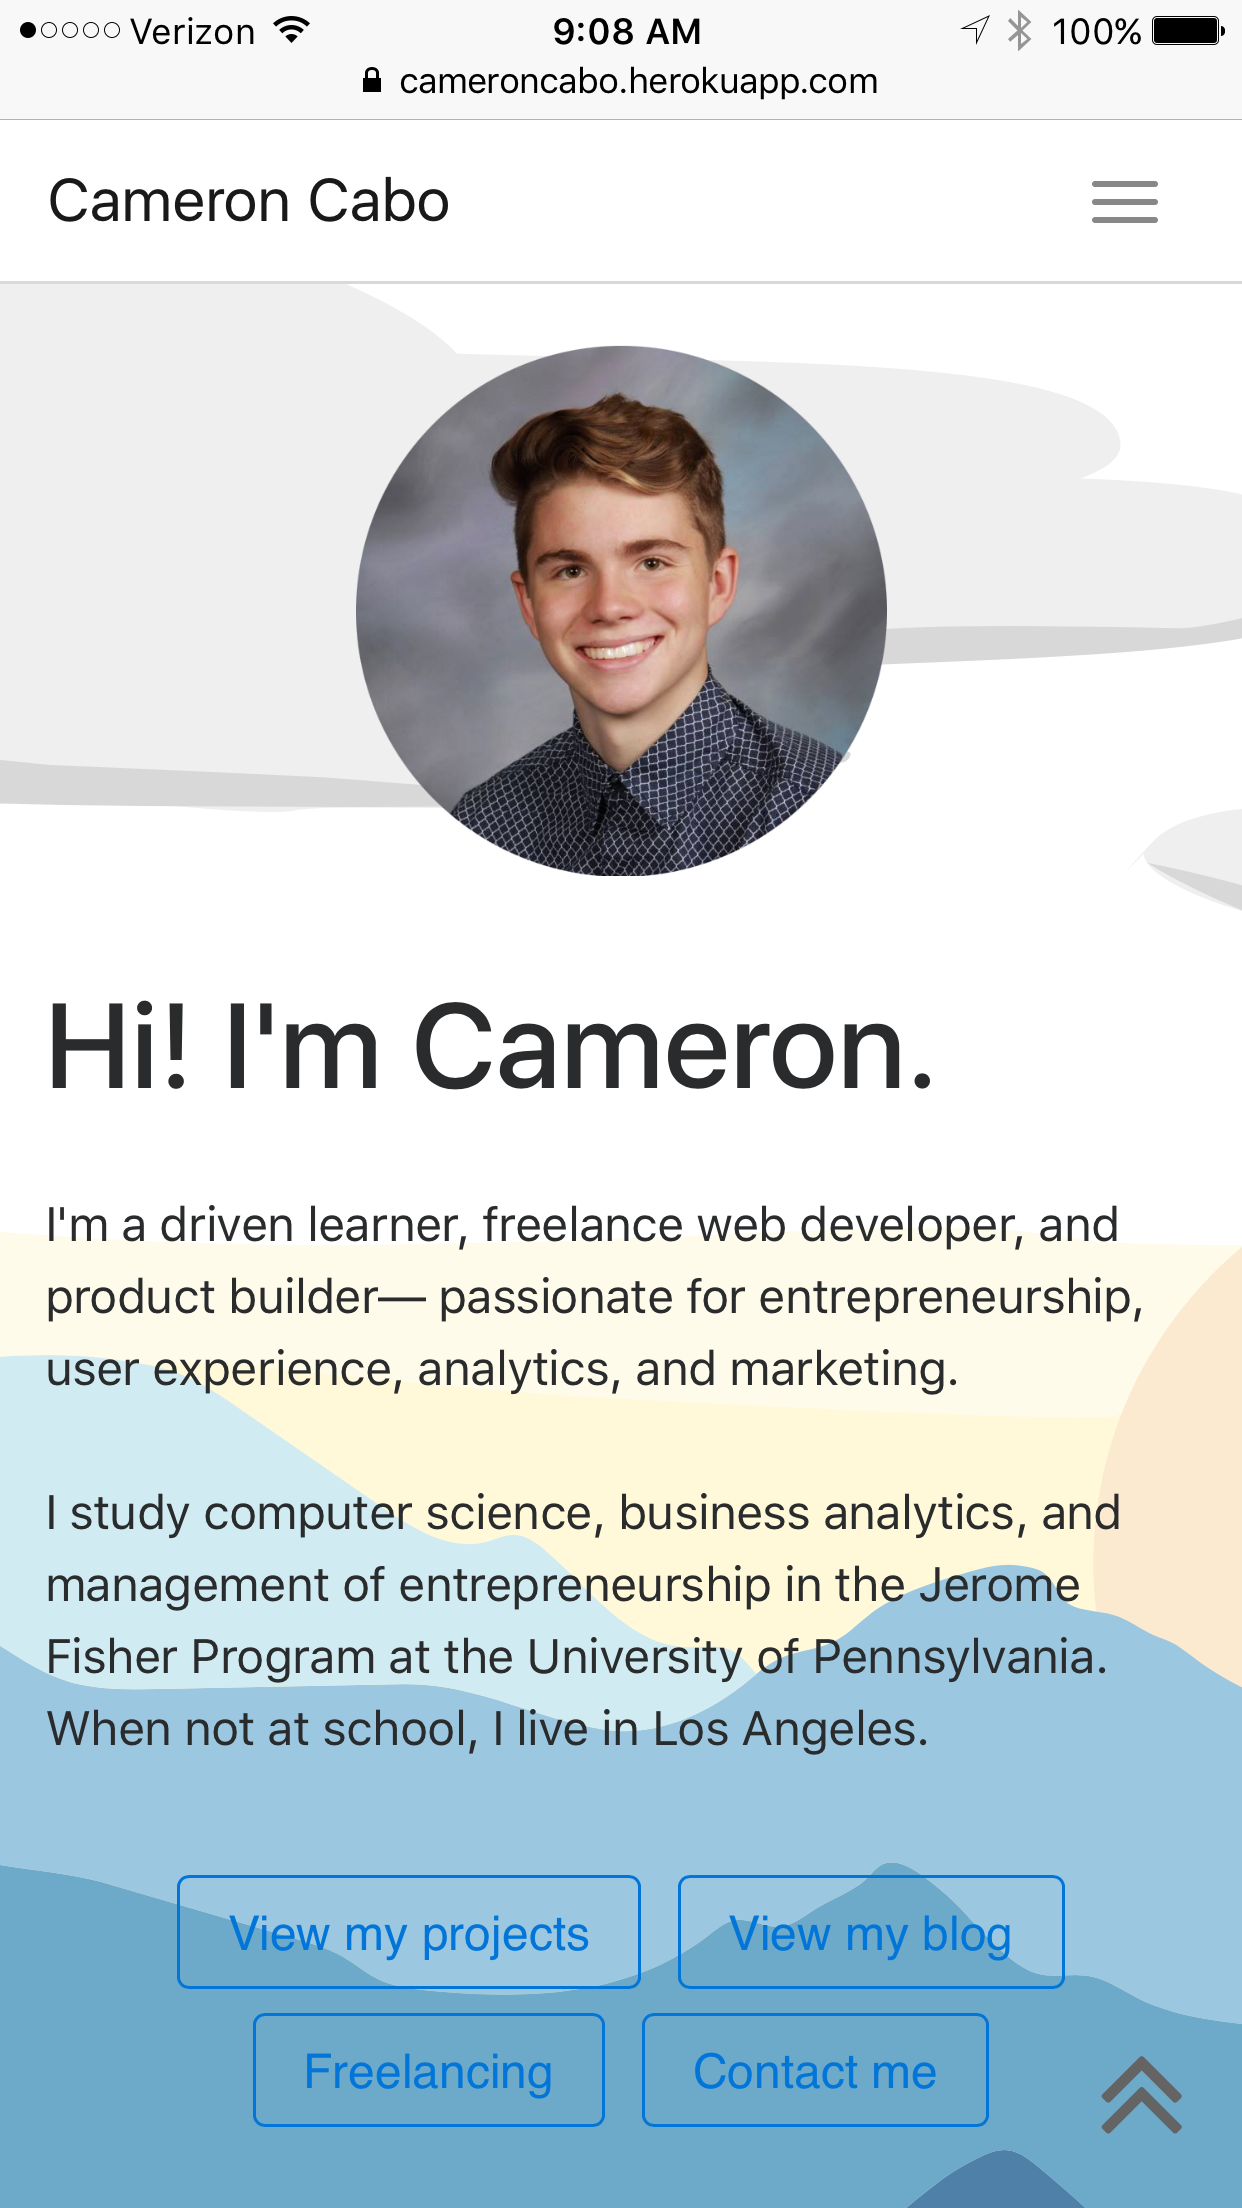 Verizon 9:08 AM 100%
cameroncabo.herokuapp.com
Cameron Cabo
Hi! I'm Cameron.
I'm a driven learner, freelance web developer, and
product builder— passionate for entrepreneurship,
user experience, analytics, and marketing.
I study computer science, business analytics, and
management of entrepreneurship in the Jerome
Fisher Program at the University of Pennsylvania.
When not at school, I live in Los Angeles.
View my projects View my blog
Freelancing Contact me